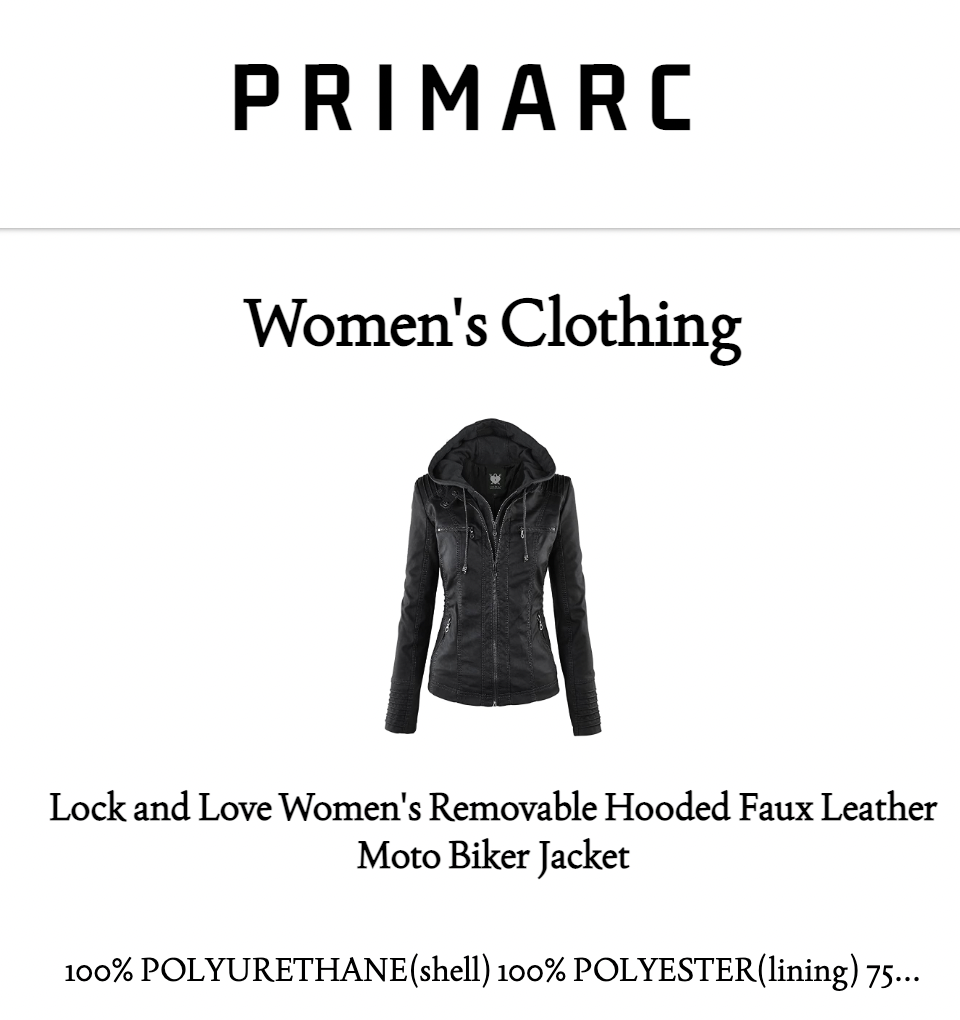 PRIMARC
Women's Clothing
Lock and Love Women's Removable Hooded Faux Leather
Moto Biker Jacket
100% POLYURETHANE(shell) 100% POLYESTER(lining) 75...